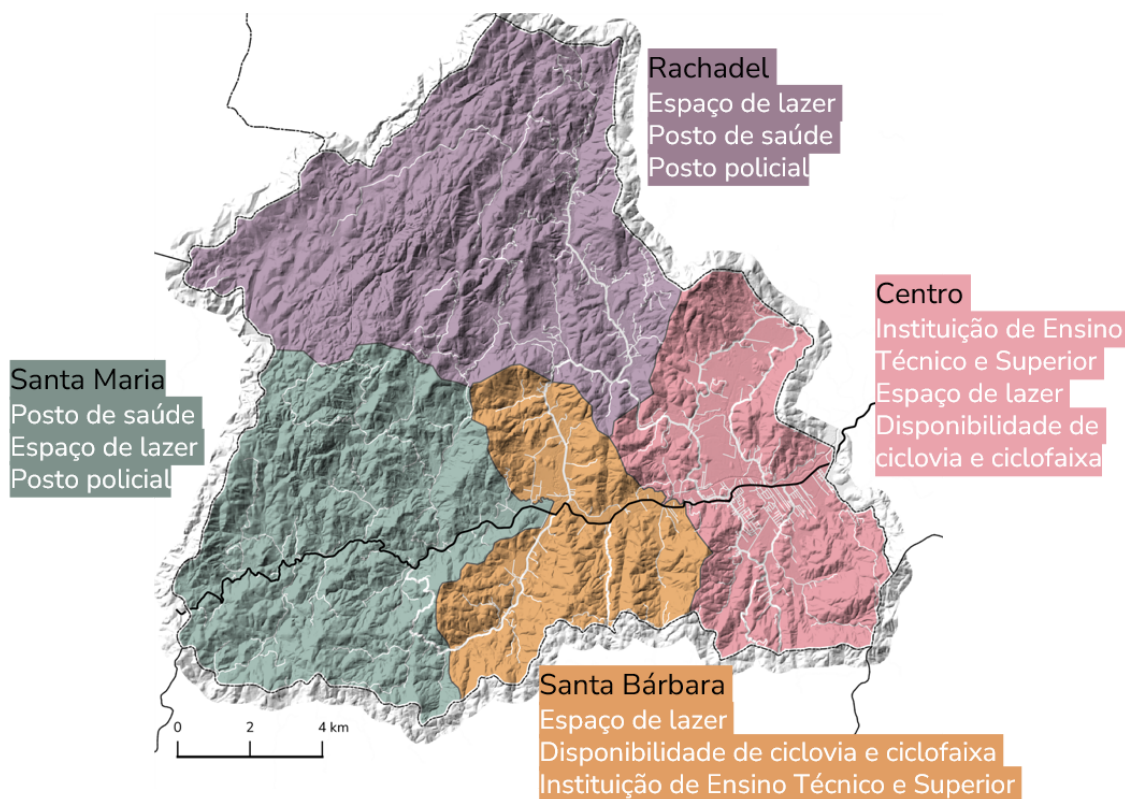 Rachadel
Espaço de lazer
Posto de saúde
Posto policial
Centro
Instituição de Ensino
Técnico e Superior
Espaço de lazer
Disponibilidade de
ciclovia e ciclofaixa
Santa Maria
Posto de saúde
Espaço de lazer
Posto policial
Santa Bárbara
Espaço de lazer
Disponibilidade de ciclovia e ciclofaixa
Instituição de Ensino Técnico e Superior
0 2 4 km